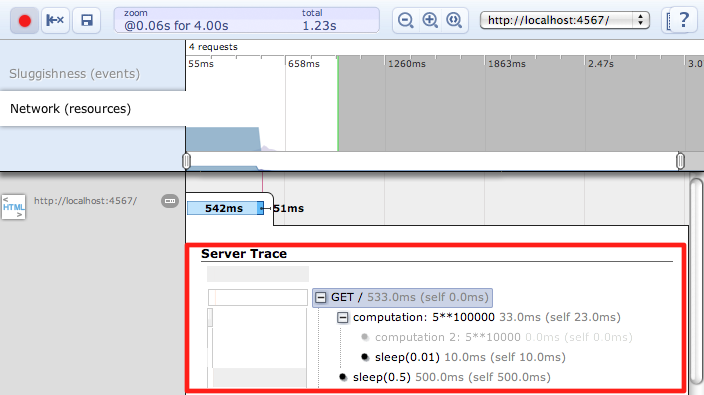 zoom total
@0.06s for 4.00s 1.23s
http://localhost:4567/
?
4 requests
55ms 658ms 1260ms 1863ms 2.47s 3.0
Sluggishness (events)
Network (resources)
< HTML >
http://localhost:4567/
542ms 51ms
Server Trace
GET / 533.0ms (self 0.0ms)
computation: 5**100000 33.0ms (self 23.0ms)
computation 2: 5**10000 0.0ms (self 0.0ms)
sleep(0.01) 10.0ms (self 10.0ms)
sleep(0.5) 500.0ms (self 500.0ms)